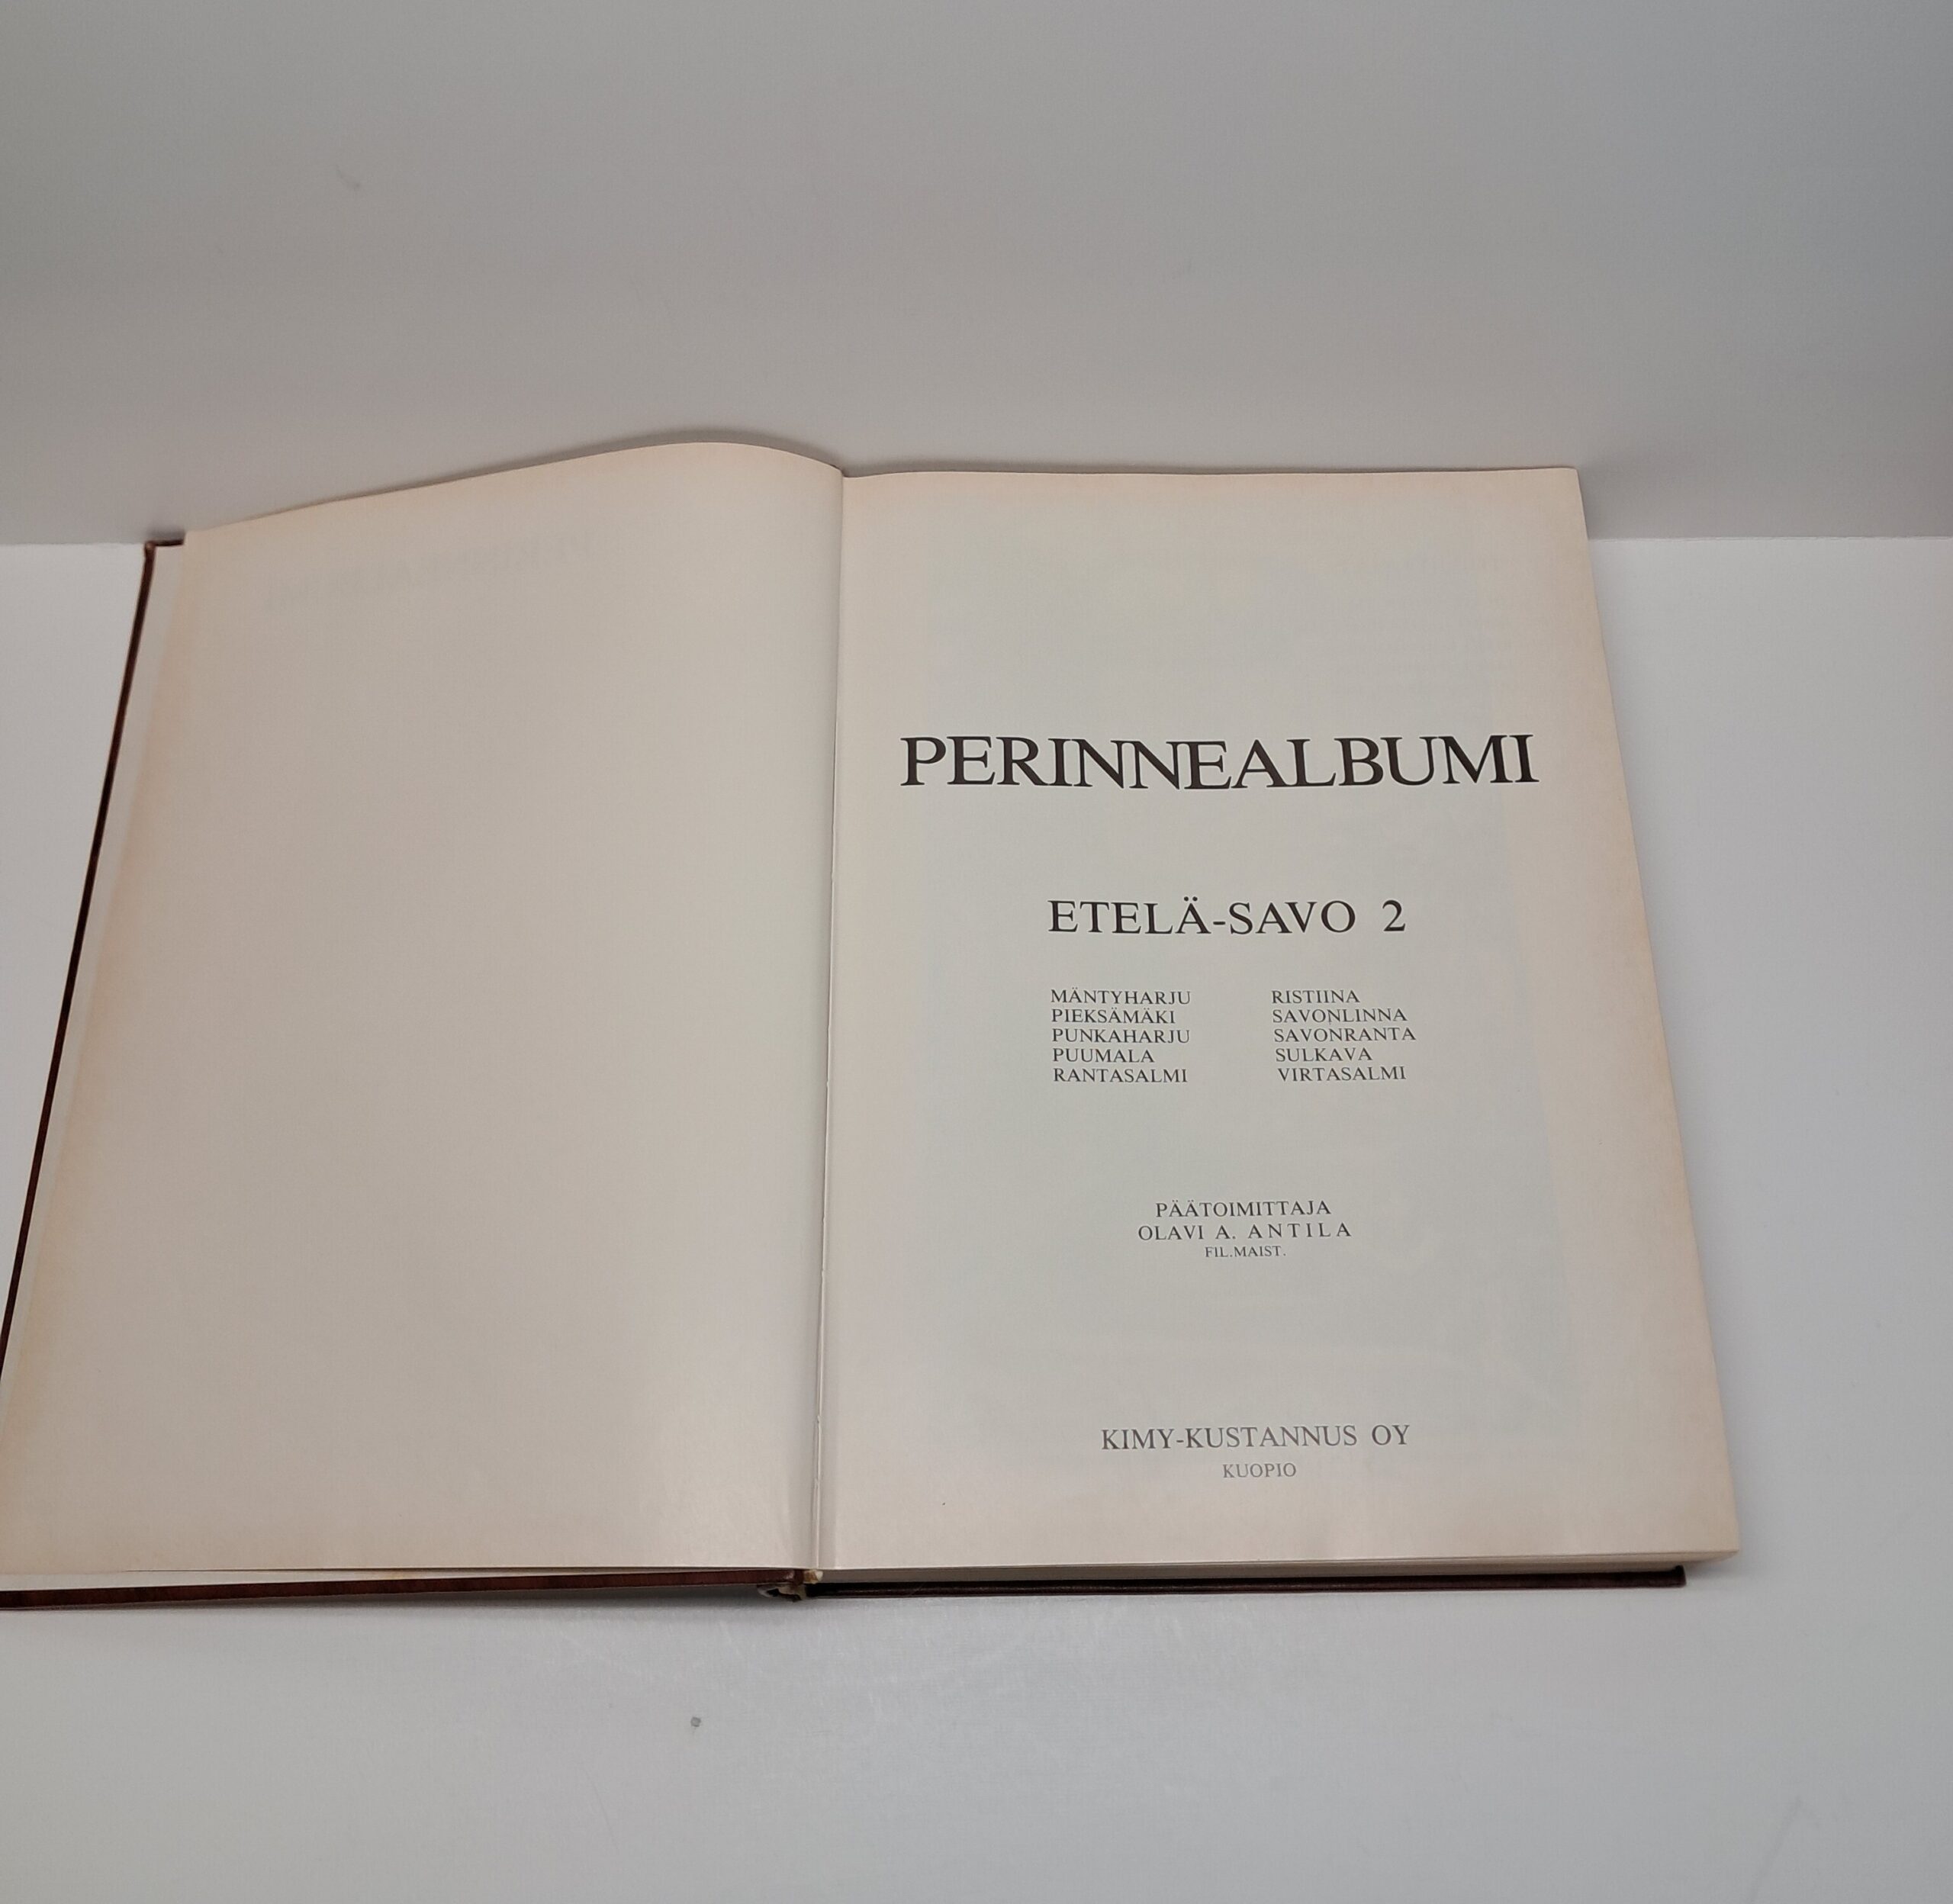 PERINNEALBUMI
ETELÄ-SAVO 2
MÄNTYHARJU
PIEKSÄMÄKI
PUNKAHARJU
PUUMALA
RANTASALMI
RISTIINA
SAVONLINNA
SAVONRANTA
SULKAVA
VIRTASALMI
PÄÄTOIMITTAJA
OLAVI A. ANTILA
FIL.MAIST.
KIMY-KUSTANNUS OY
KUOPIO